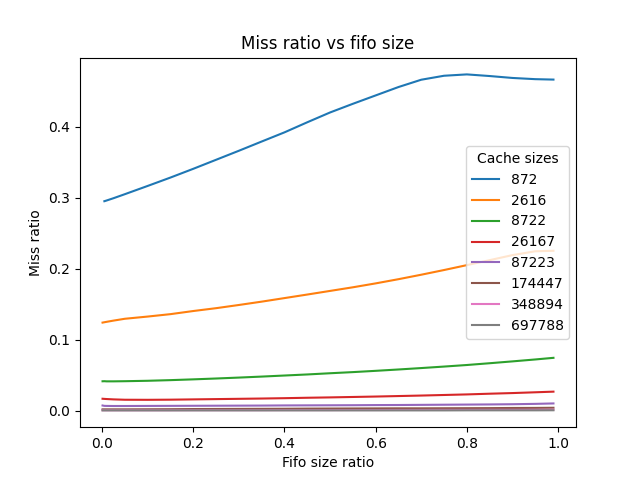 Miss ratio vs fifo size
Miss ratio
0.4
0.3
0.2
0.1
0.0
Cache sizes
872
2616
8722
26167
87223
174447
348894
697788
0.0 0.2 0.4 0.6 0.8 1.0
Fifo size ratio